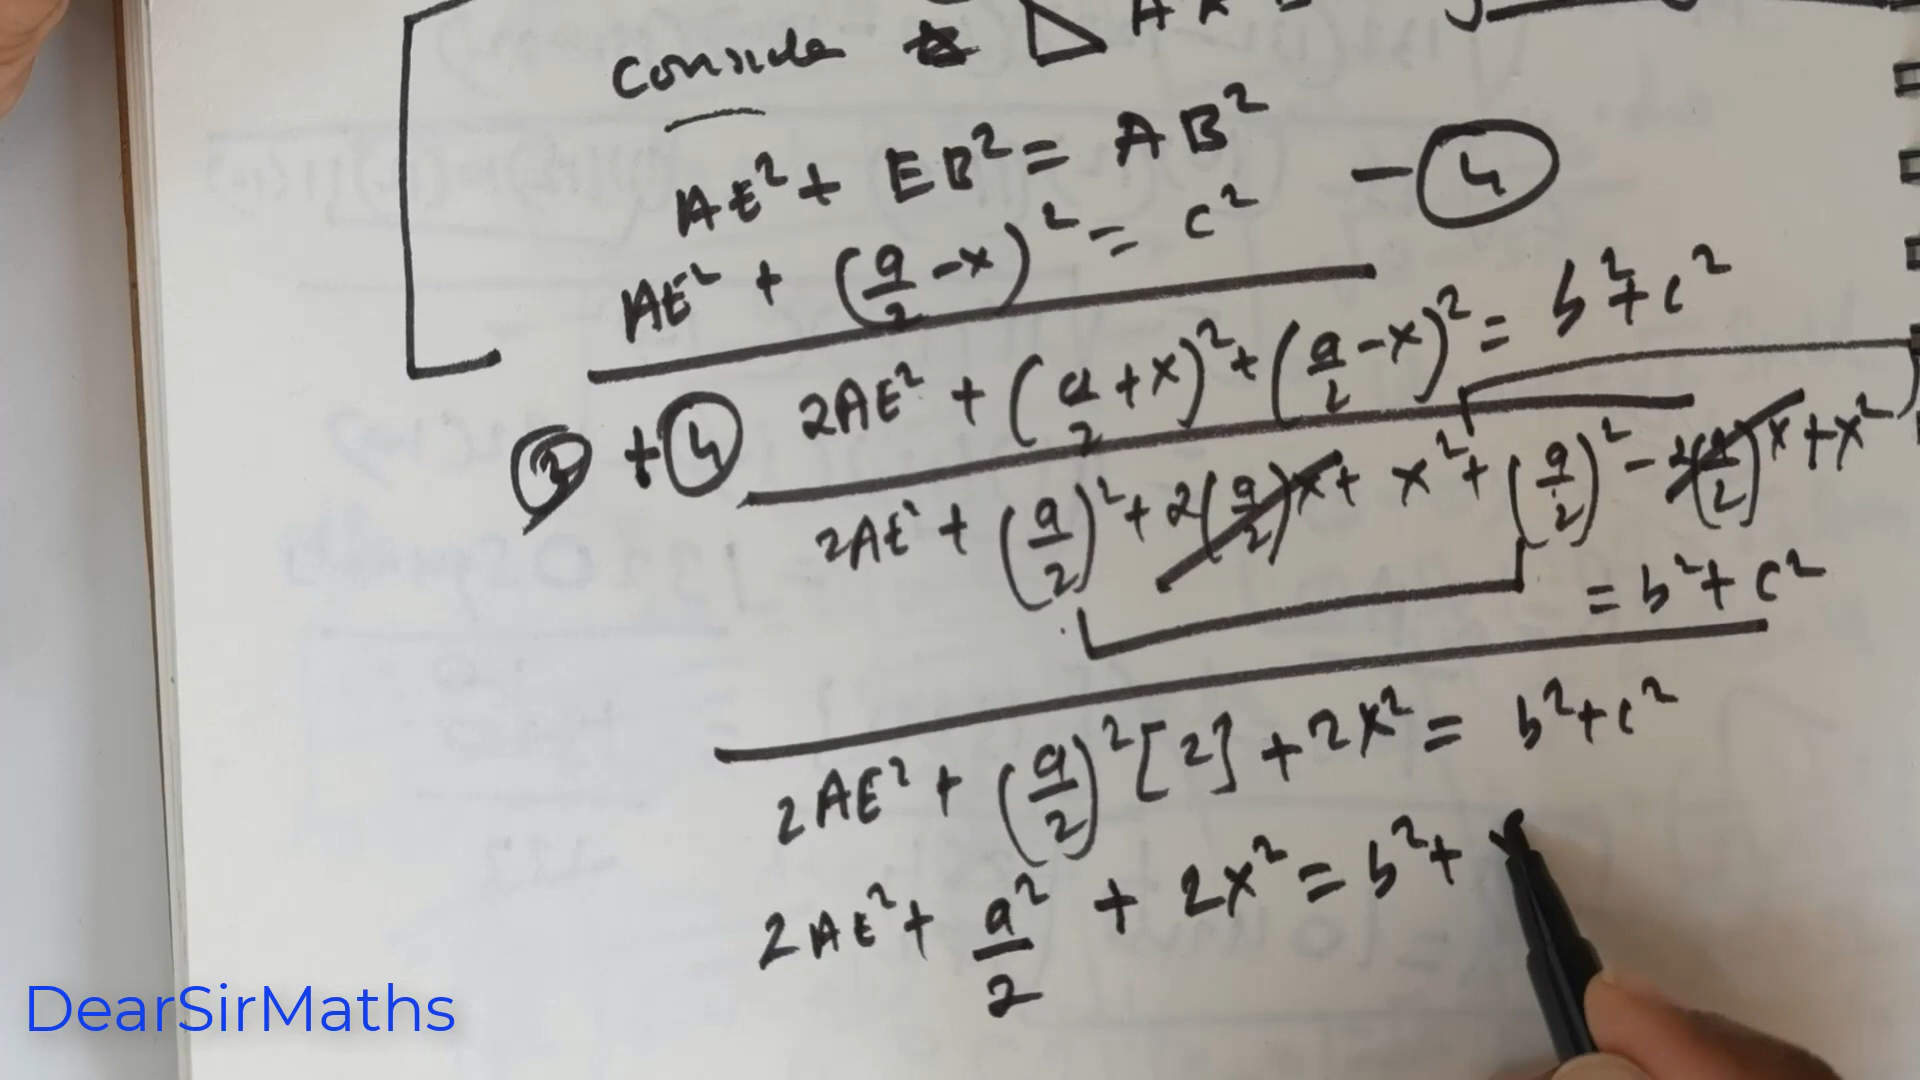 Conside △ A
AE² + EB² = AB²
AE² + (a/2 - x)² = c² - ④
③ + ④ 2AE² + (a/2 + x)² + (a/2 - x)² = b² + c²
2AE² + (a/2)² + 2(a/2)x + x² + (a/2)² - 2(a/2)x + x²
= b² + c²
2AE² + (a/2)² [2] + 2x² = b² + c²
2AE² + a²/2 + 2x² = b² +
DearSirMaths